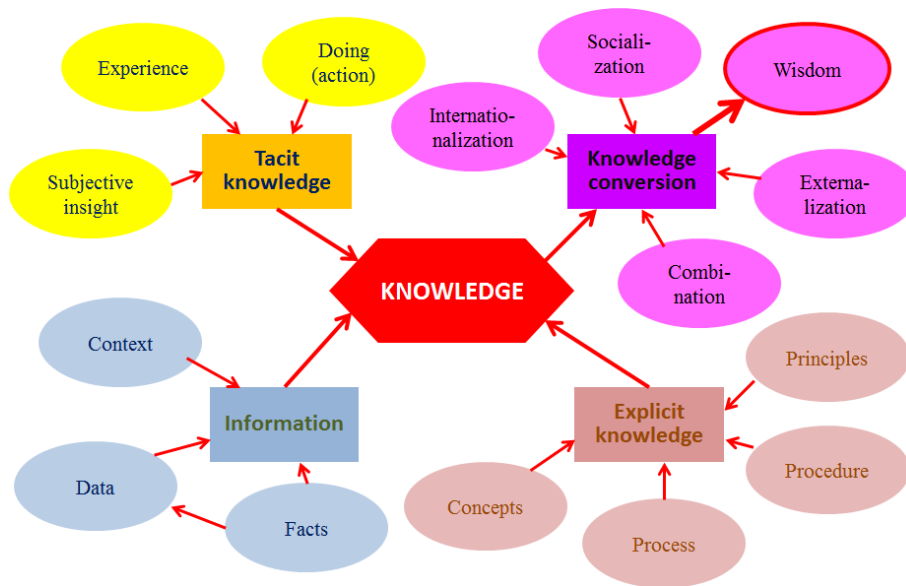 Experience
Doing
(action)
Sociali-
zation
Wisdom
Internatio-
nalization
Tacit
knowledge
Knowledge
conversion
Subjective
insight
Externa-
lization
KNOWLEDGE
Combi-
nation
Context
Principles
Information
Explicit
knowledge
Data
Procedure
Concepts
Facts
Process